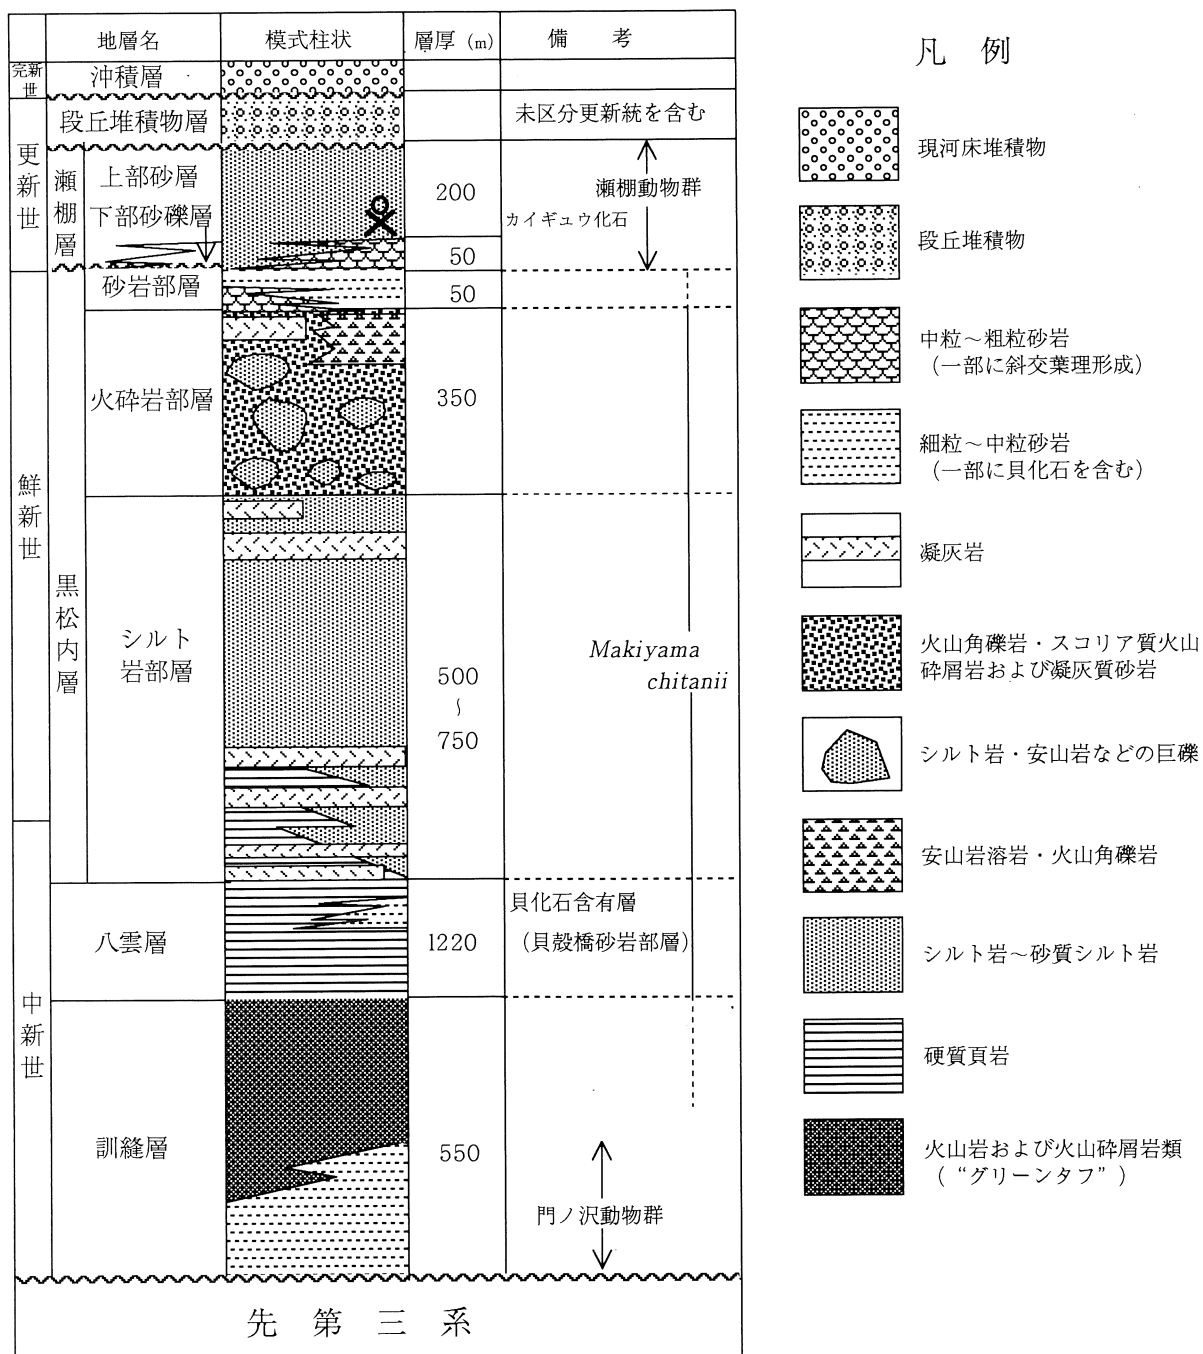 地層名 模式柱状 層厚 (m) 備 考
完新世
沖積層
更新世
段丘堆積物層
未区分更新統を含む
瀬棚層
上部砂層
200
瀬棚動物群
下部砂礫層
カイギュウ化石
50
鮮新世
黒松内層
砂岩部層
50
火砕岩部層
350
シルト
岩部層
500
~
750
Makiyama
chitanii
中新世
八雲層
1220
貝化石含有層
(貝殻橋砂岩部層)
訓縫層
550
門ノ沢動物群
先 第 三 系
凡 例
現河床堆積物
段丘堆積物
中粒~粗粒砂岩
(一部に斜交葉理形成)
細粒~中粒砂岩
(一部に貝化石を含む)
凝灰岩
火山角礫岩・スコリア質火山
砕屑岩および凝灰質砂岩
シルト岩・安山岩などの巨礫
安山岩溶岩・火山角礫岩
シルト岩~砂質シルト岩
硬質頁岩
火山岩および火山砕屑岩類
(“グリーンタフ”)